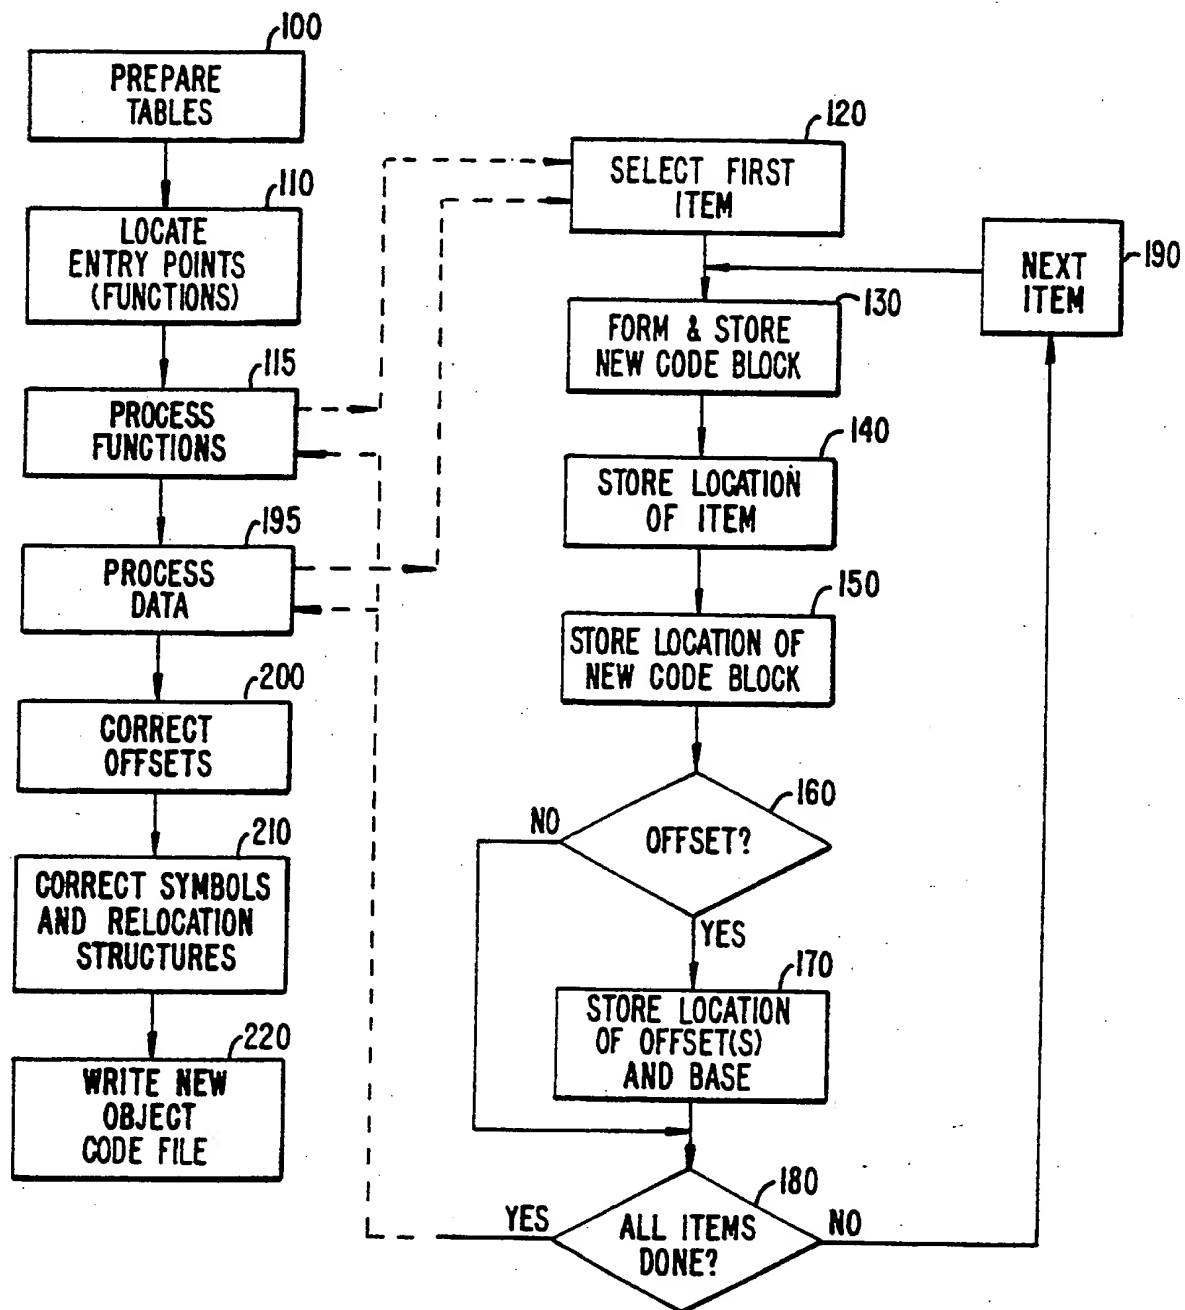 100
PREPARE
TABLES
110
LOCATE
ENTRY POINTS
(FUNCTIONS)
115
PROCESS
FUNCTIONS
195
PROCESS
DATA
200
CORRECT
OFFSETS
210
CORRECT SYMBOLS
AND RELOCATION
STRUCTURES
220
WRITE NEW
OBJECT
CODE FILE
120
SELECT FIRST
ITEM
190
NEXT
ITEM
130
FORM & STORE
NEW CODE BLOCK
140
STORE LOCATION
OF ITEM
150
STORE LOCATION OF
NEW CODE BLOCK
160
NO
OFFSET?
YES
170
STORE LOCATION
OF OFFSET(S)
AND BASE
180
YES
ALL ITEMS
DONE?
NO